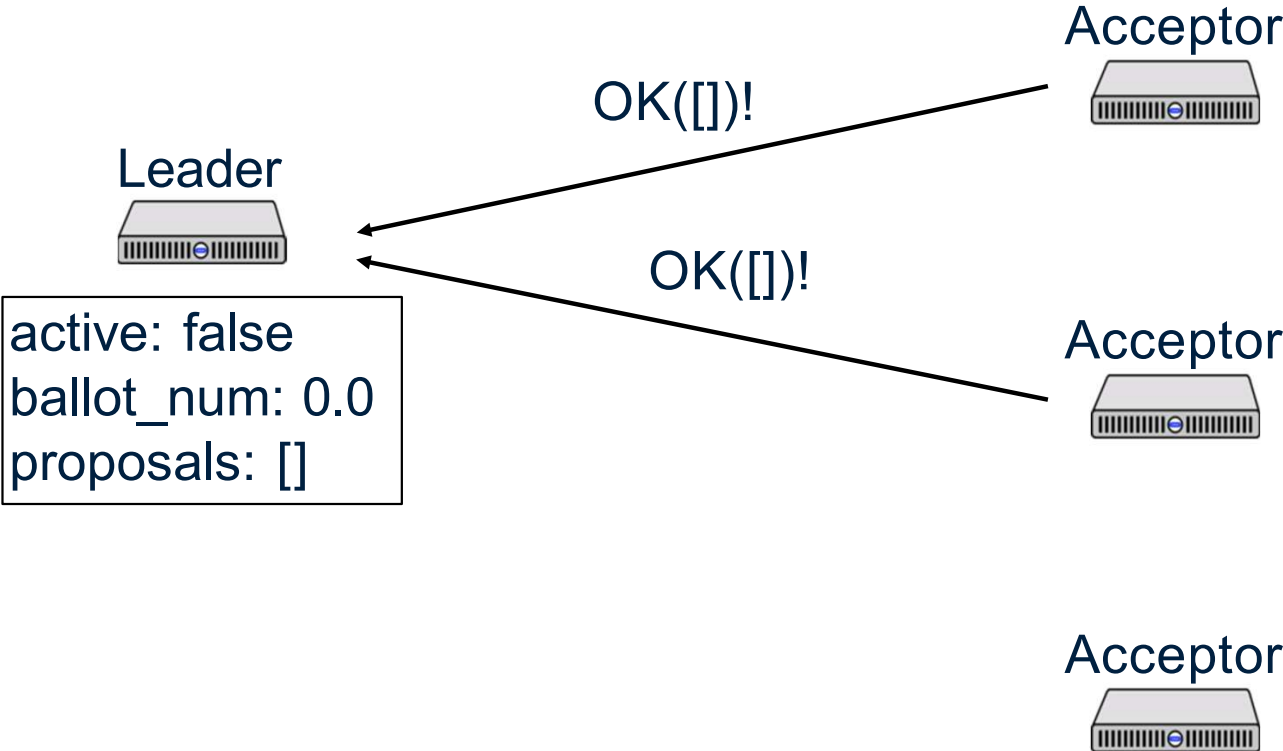 Acceptor
OK([])!
Leader
OK([])!
active: false
ballot_num: 0.0
proposals: []
Acceptor
Acceptor